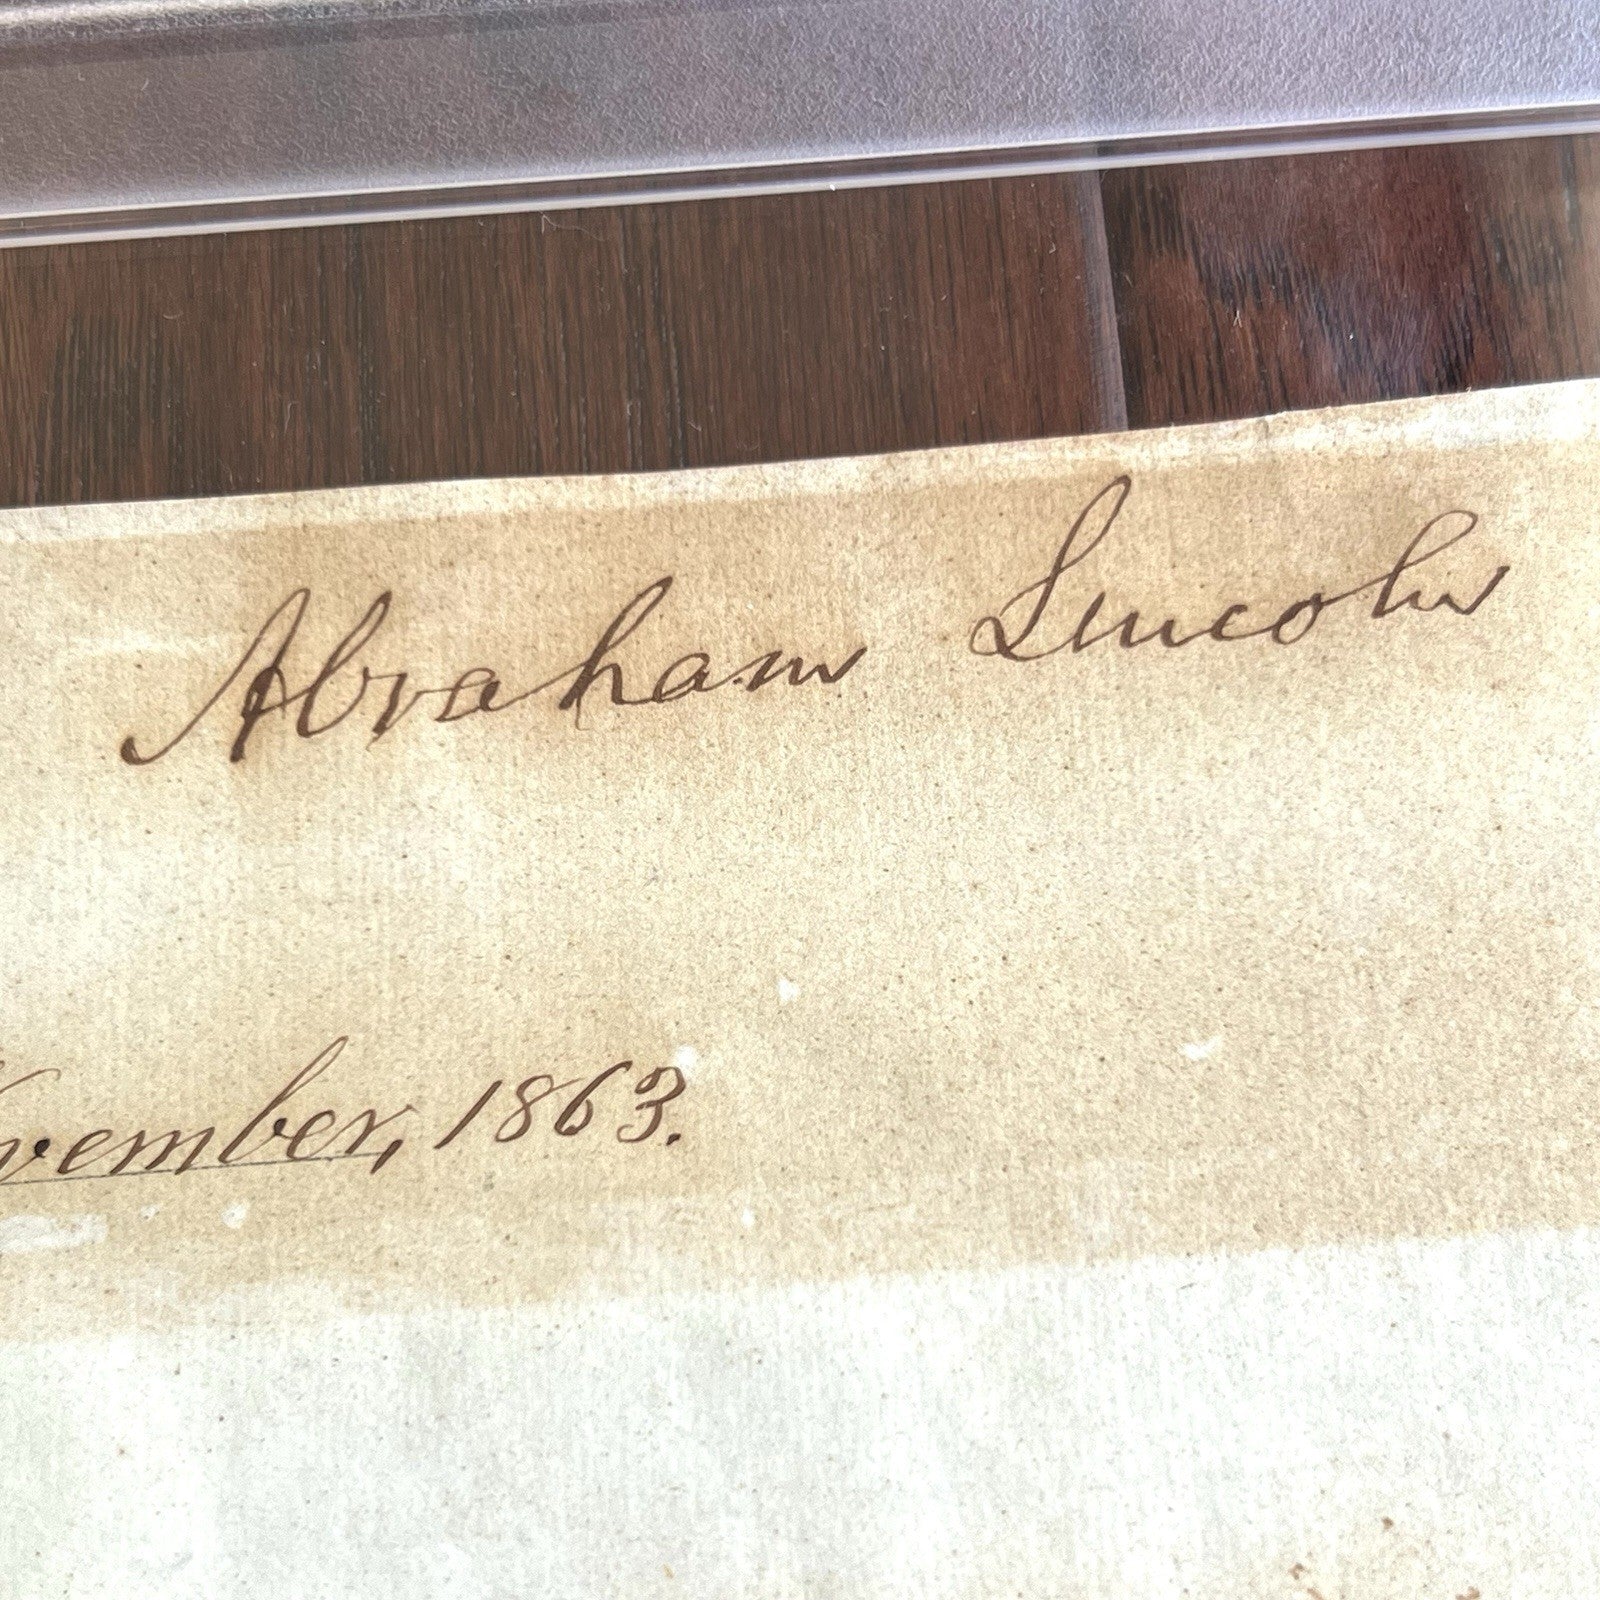 Abraham Lincoln
vember, 1863.